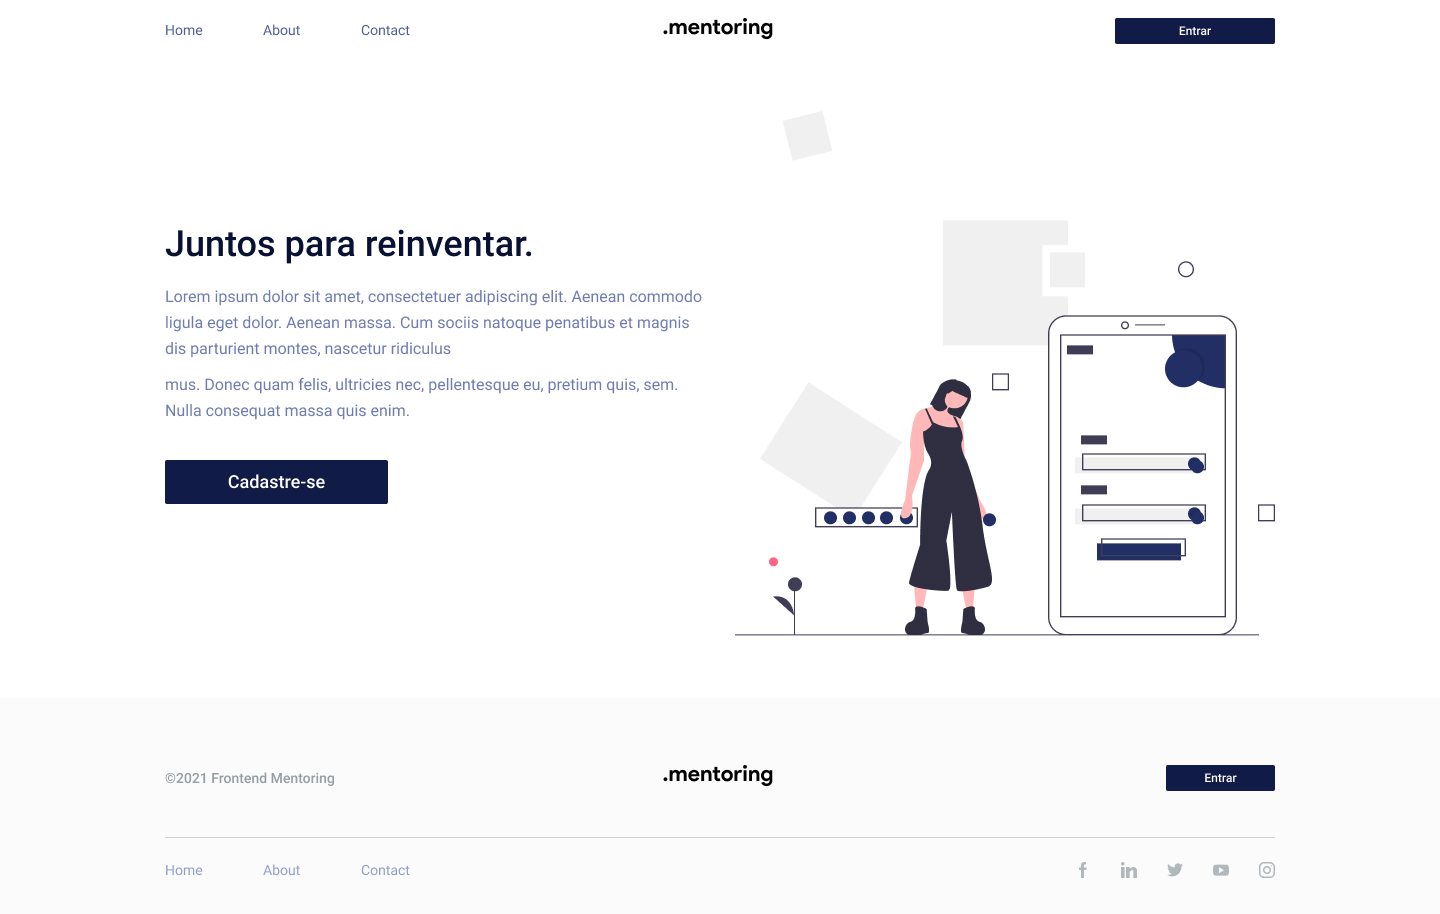 Home About Contact .mentoring Entrar
Juntos para reinventar.
Lorem ipsum dolor sit amet, consectetuer adipiscing elit. Aenean commodo
ligula eget dolor. Aenean massa. Cum sociis natoque penatibus et magnis
dis parturient montes, nascetur ridiculus
mus. Donec quam felis, ultricies nec, pellentesque eu, pretium quis, sem.
Nulla consequat massa quis enim.
Cadastre-se
©2021 Frontend Mentoring .mentoring Entrar
Home About Contact